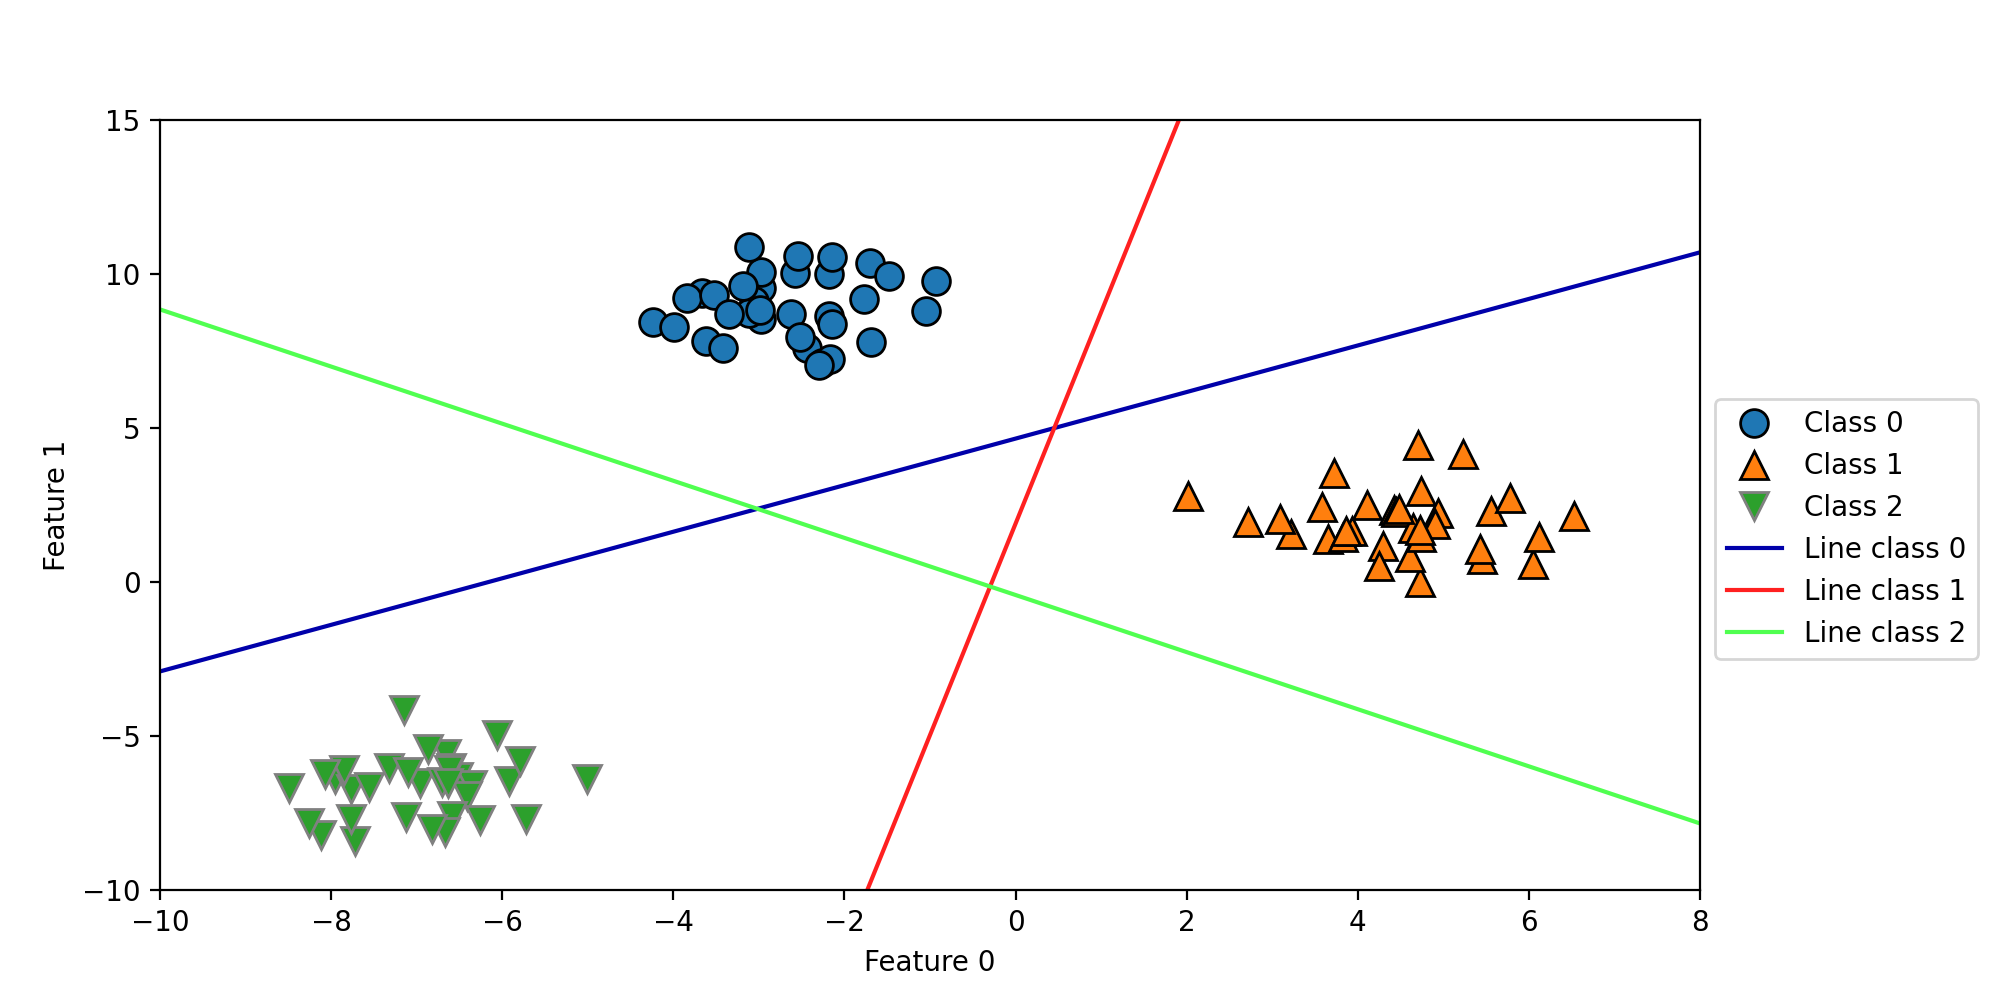 15
10
5
0
−5
−10
Feature 1
−10 −8 −6 −4 −2 0 2 4 6 8
Feature 0
Class 0
Class 1
Class 2
Line class 0
Line class 1
Line class 2